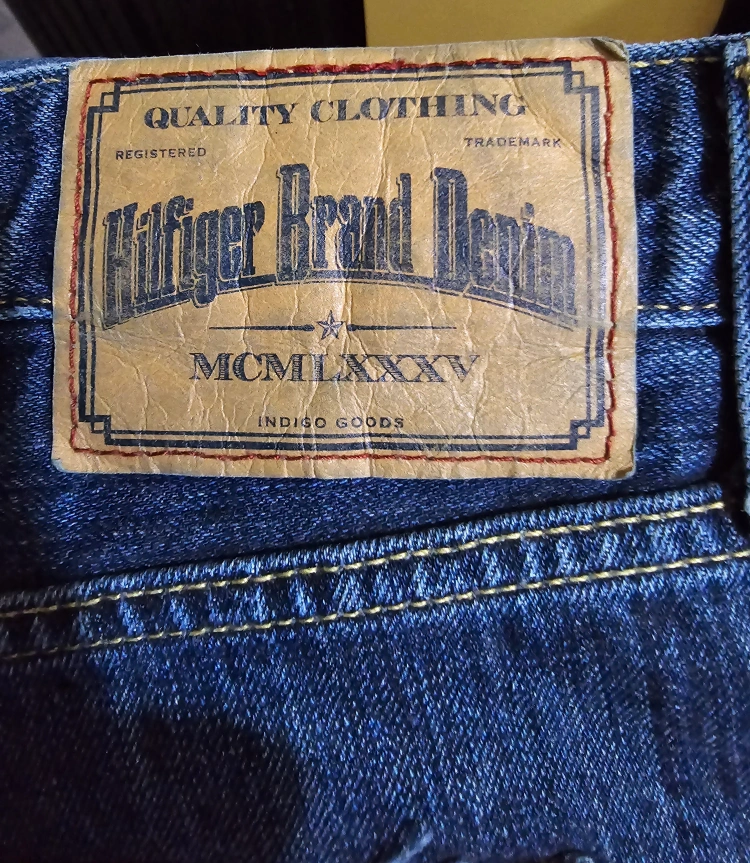 QUALITY CLOTHING
REGISTERED TRADEMARK
Hilfiger Brand Denim
MCMLXXXV
INDIGO GOODS